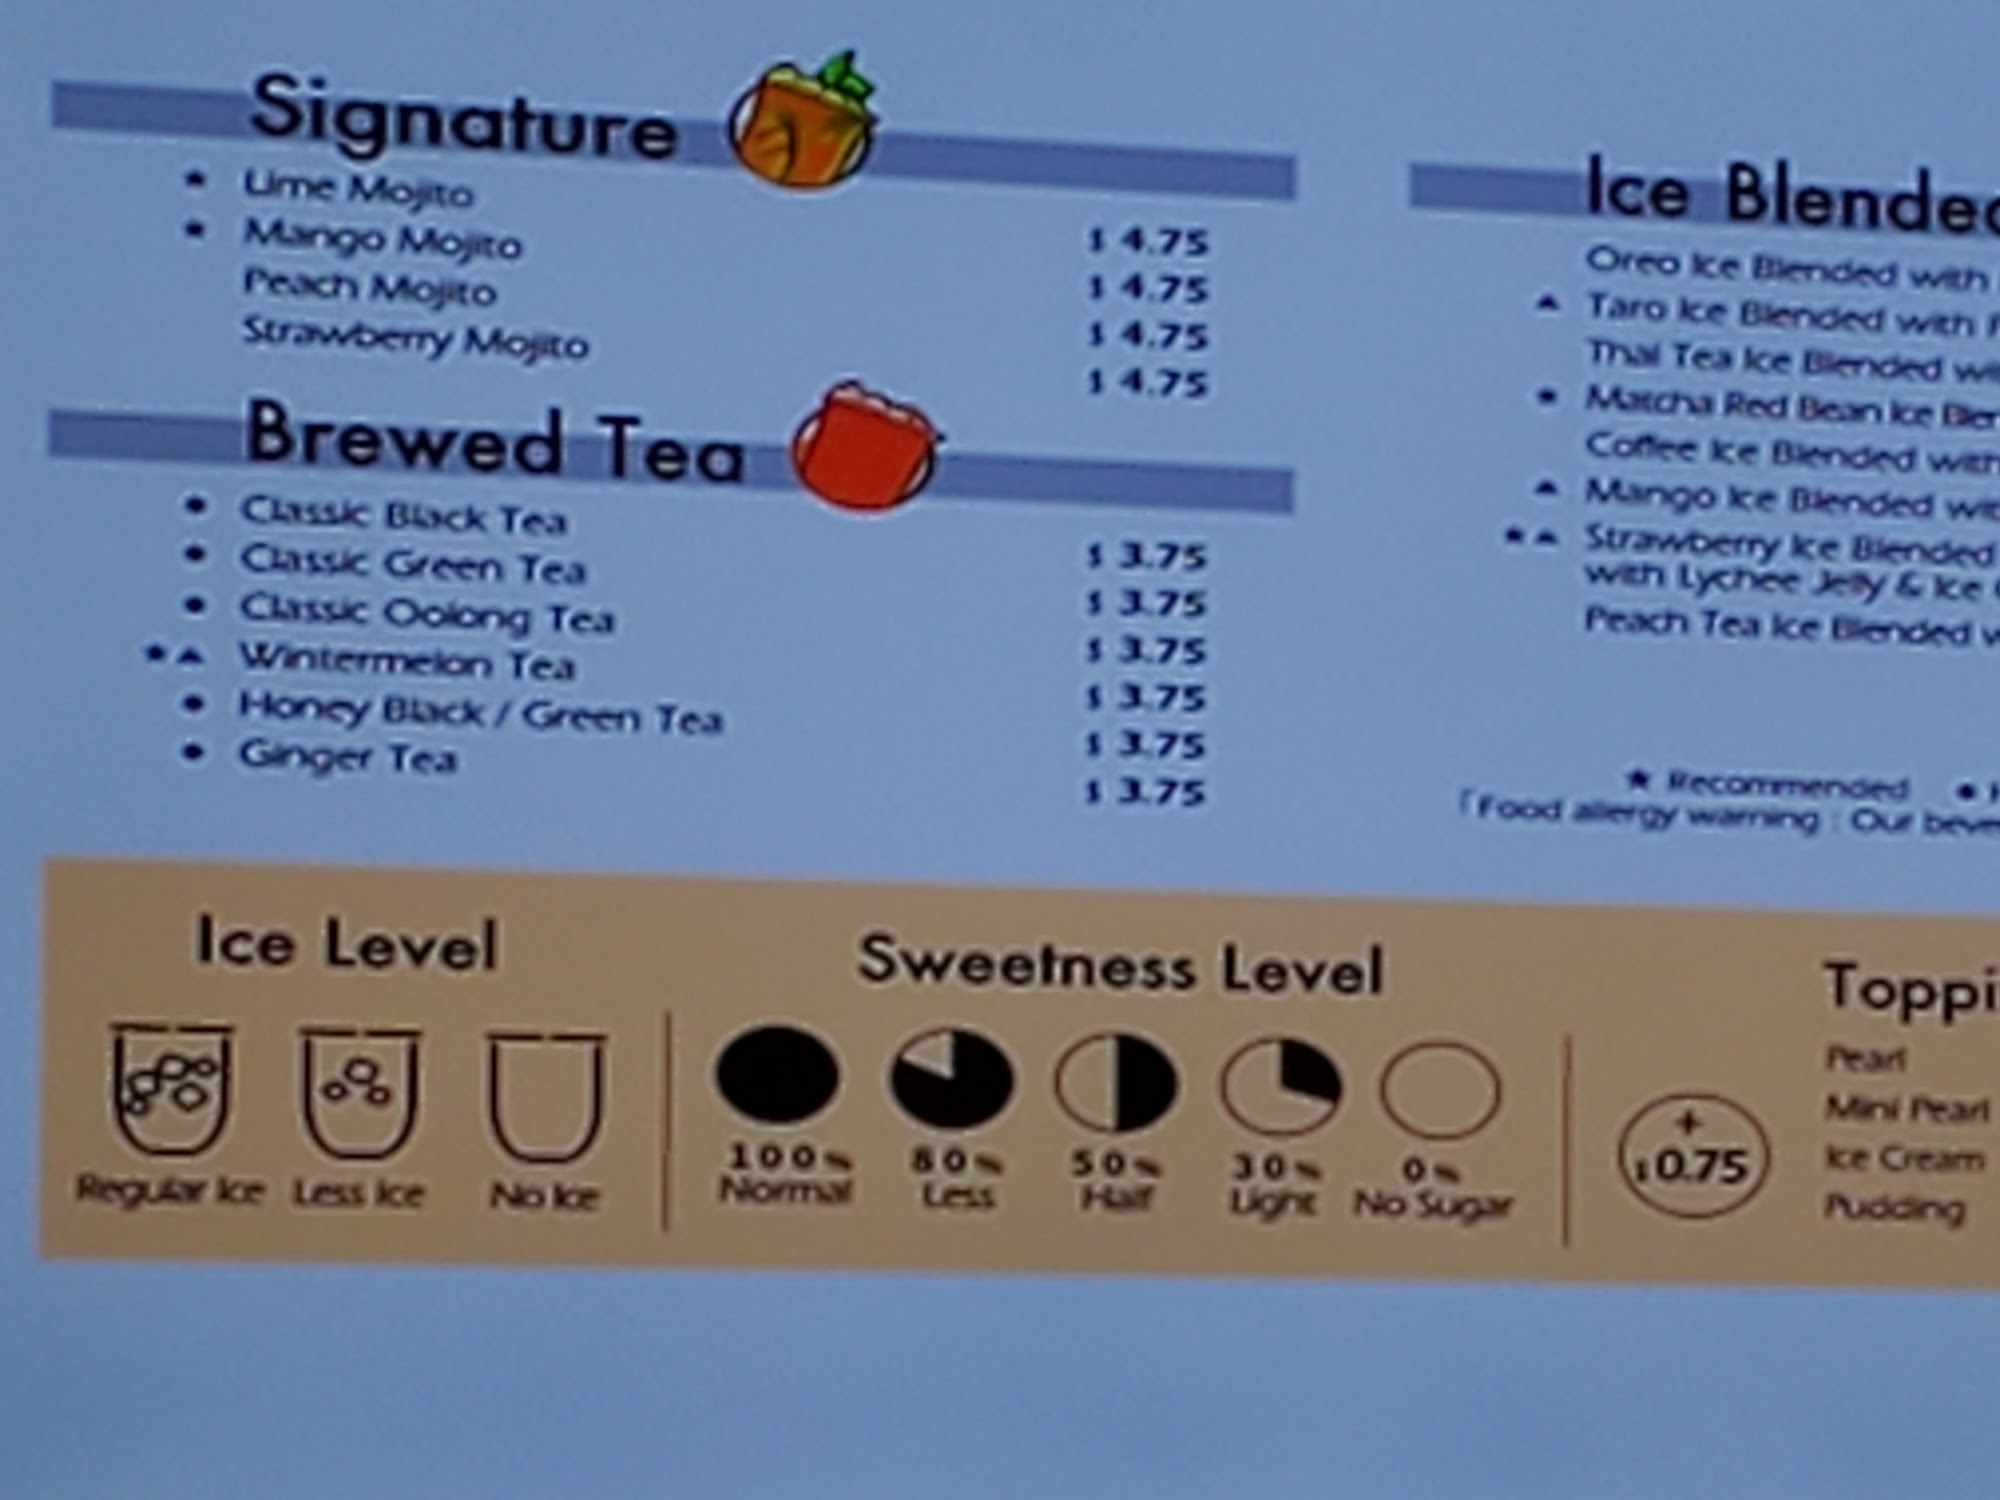 Signature
★ Lime Mojito $ 4.75
★ Mango Mojito $ 4.75
Peach Mojito $ 4.75
Strawberry Mojito $ 4.75
Brewed Tea
● Classic Black Tea $ 3.75
● Classic Green Tea $ 3.75
● Classic Oolong Tea $ 3.75
★ ▲ Wintermelon Tea $ 3.75
● Honey Black / Green Tea $ 3.75
● Ginger Tea $ 3.75
Ice Blended
Oreo Ice Blended with
▲ Taro Ice Blended with
Thai Tea Ice Blended
★ Matcha Red Bean Ice
Coffee Ice Blended with
▲ Mango Ice Blended
★ ▲ Strawberry Ice Blended
with Lychee Jelly & Ice
Peach Tea Ice Blended
★ Recommended ●
「Food allergy warning : Our
Ice Level
Regular Ice
Less Ice
No Ice
Sweetness Level
100%
Normal
80%
Less
50%
Half
30%
Light
0%
No Sugar
Toppi
+
$0.75
Pearl
Mini Pearl
Ice Cream
Pudding